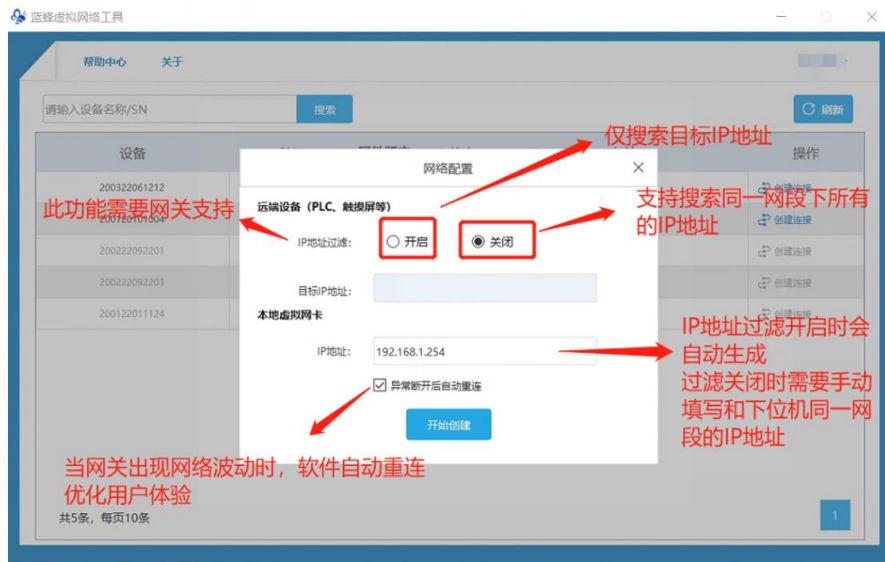 蓝蜂虚拟网络工具
帮助中心 关于
请输入设备名称/SN 搜索 刷新
仅搜索目标IP地址
设备 操作
网络配置
200322061212 创建连接
远端设备（PLC、触摸屏等）
支持搜索同一网段下所有
的IP地址
此功能需要网关支持
200120101004 创建连接
IP地址过滤： 开启 关闭
200222092201 创建连接
200222092203 创建连接
目标IP地址：
本地虚拟网卡
200122011124 创建连接
IP地址过滤开启时会
自动生成
过滤关闭时需要手动
填写和下位机同一网
段的IP地址
IP地址： 192.168.1.254
异常断开后自动重连
开始创建
当网关出现网络波动时，软件自动重连
优化用户体验
共5条，每页10条 1